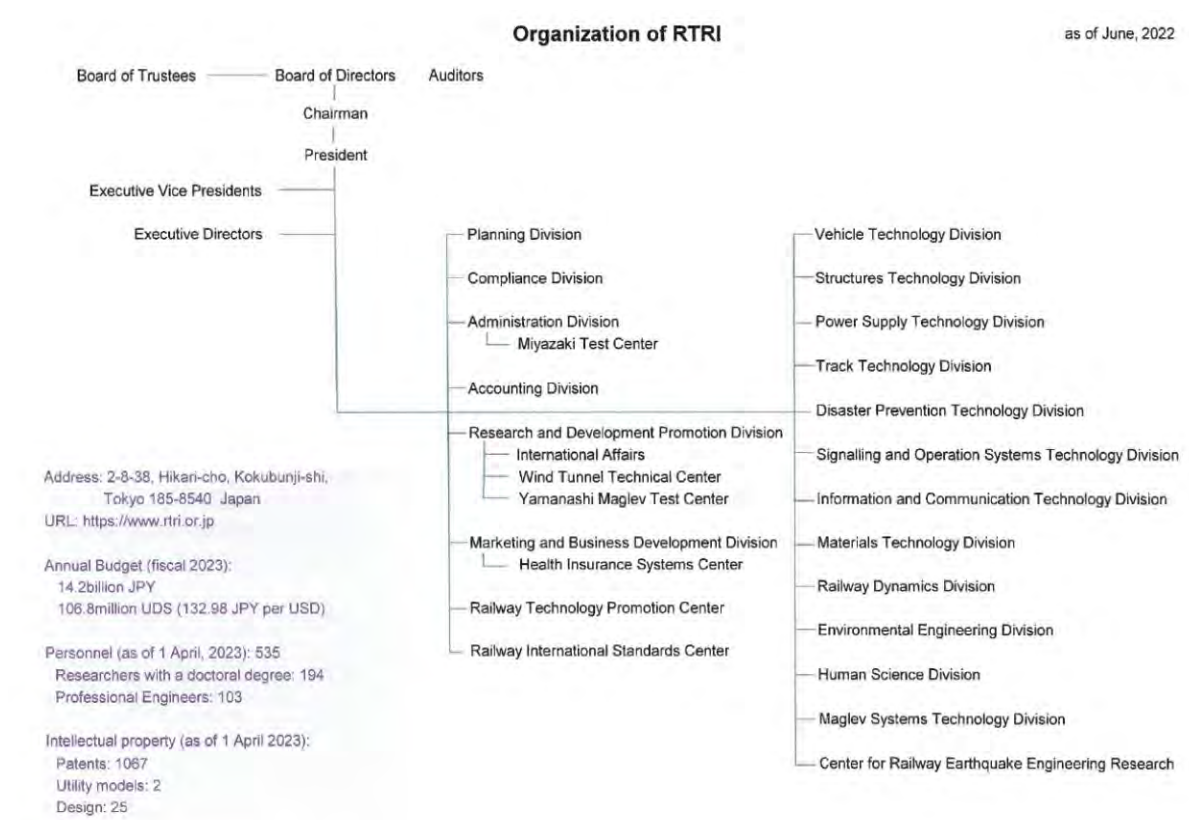 Organization of RTRI
as of June, 2022
Board of Trustees
Board of Directors
Auditors
Chairman
President
Executive Vice Presidents
Executive Directors
Planning Division
Compliance Division
Administration Division
Miyazaki Test Center
Accounting Division
Research and Development Promotion Division
International Affairs
Wind Tunnel Technical Center
Yamanashi Maglev Test Center
Marketing and Business Development Division
Health Insurance Systems Center
Railway Technology Promotion Center
Railway International Standards Center
Vehicle Technology Division
Structures Technology Division
Power Supply Technology Division
Track Technology Division
Disaster Prevention Technology Division
Signalling and Operation Systems Technology Division
Information and Communication Technology Division
Materials Technology Division
Railway Dynamics Division
Environmental Engineering Division
Human Science Division
Maglev Systems Technology Division
Center for Railway Earthquake Engineering Research
Address: 2-8-38, Hikari-cho, Kokubunji-shi,
Tokyo 185-8540 Japan
URL: https://www.rtri.or.jp
Annual Budget (fiscal 2023):
14.2billion JPY
106.8million UDS (132.98 JPY per USD)
Personnel (as of 1 April, 2023): 535
Researchers with a doctoral degree: 194
Professional Engineers: 103
Intellectual property (as of 1 April 2023):
Patents: 1067
Utility models: 2
Design: 25